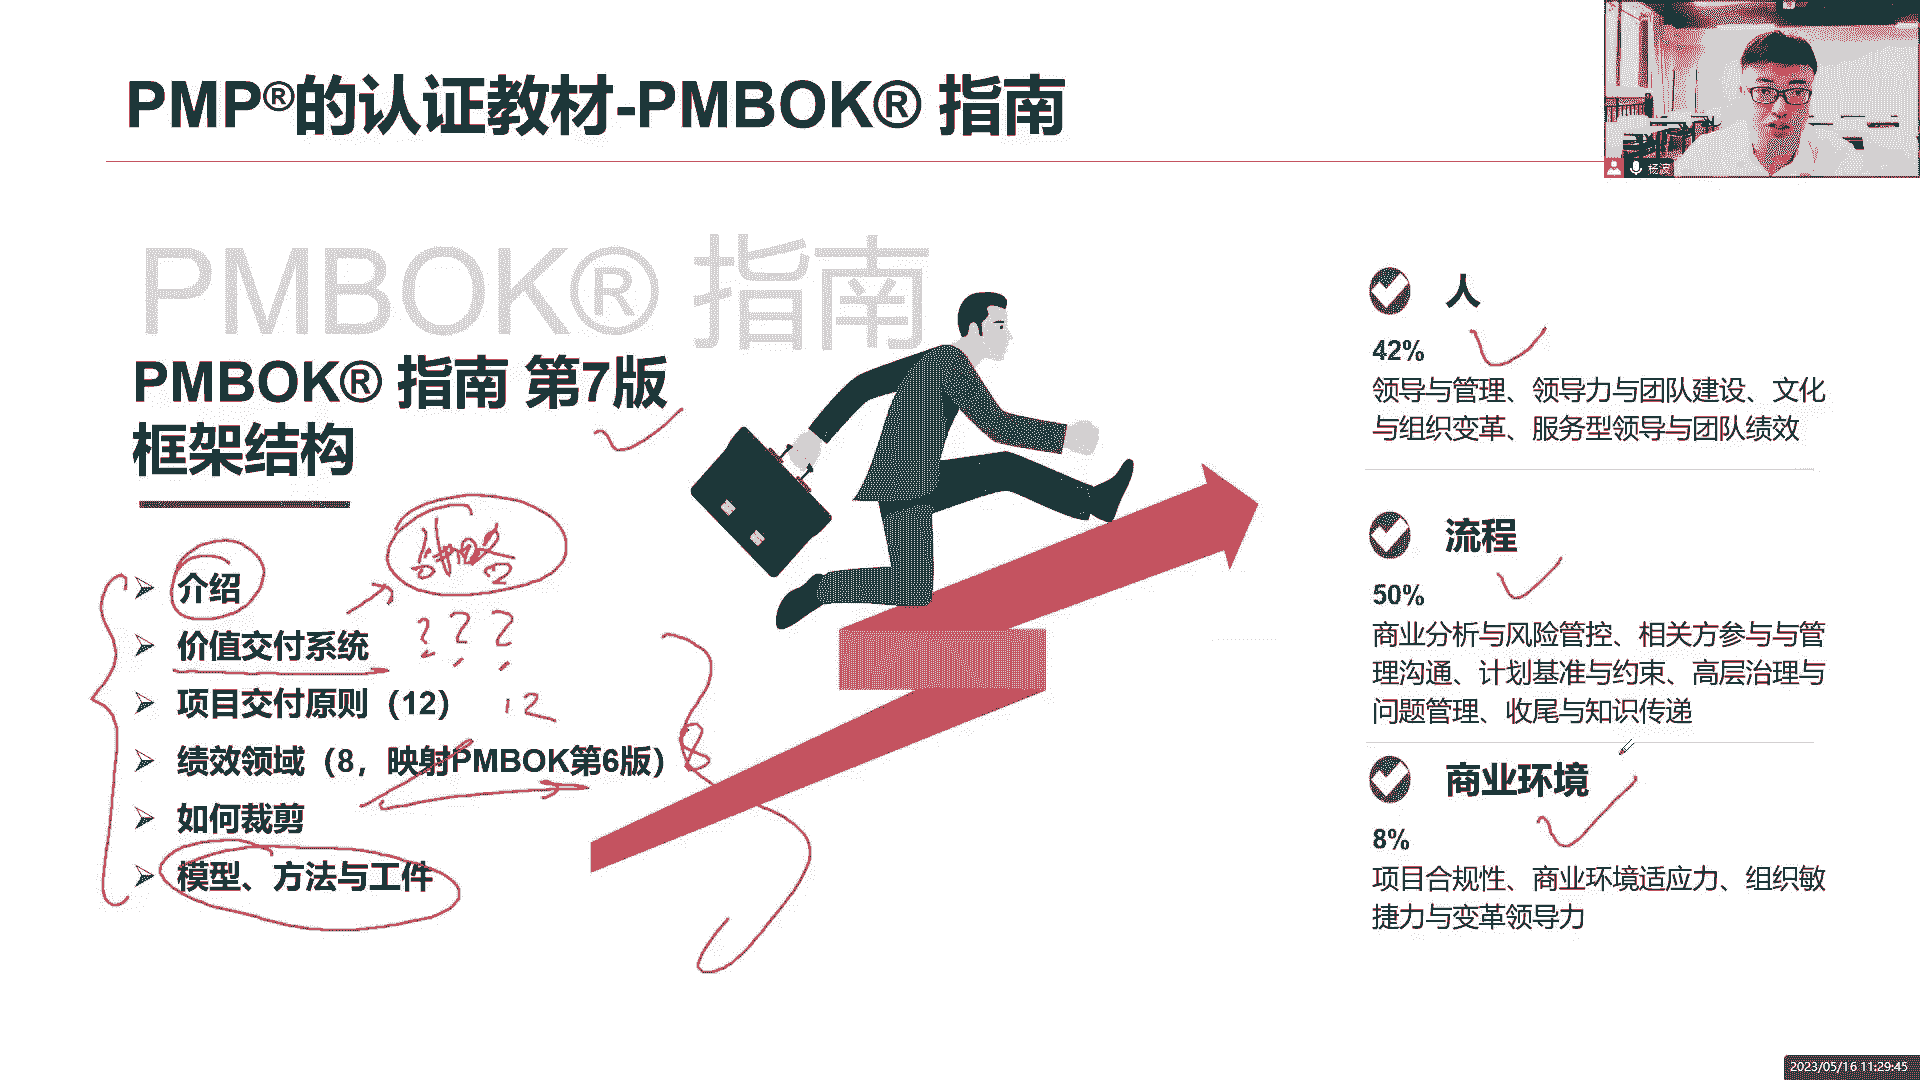 PMP®的认证教材-PMBOK® 指南
PMBOK® 指南
PMBOK® 指南 第7版
框架结构
介绍
价值交付系统
???
项目交付原则（12）
12
绩效领域（8，映射PMBOK第6版）
8
如何裁剪
模型、方法与工件
人
42%
领导与管理、领导力与团队建设、文化
与组织变革、服务型领导与团队绩效
流程
50%
商业分析与风险管控、相关方参与与管
理沟通、计划基准与约束、高层治理与
问题管理、收尾与知识传递
商业环境
8%
项目合规性、商业环境适应力、组织敏
捷力与变革领导力
杨波
2023/05/16 11:29:45